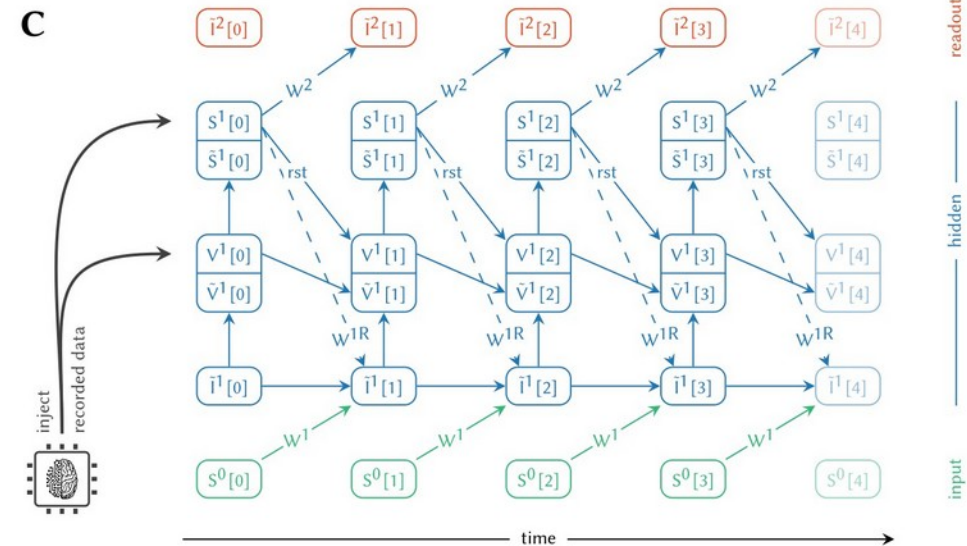 C
Ĩ²[0] Ĩ²[1] Ĩ²[2] Ĩ²[3] Ĩ²[4]
readout
W² W² W² W²
S¹[0] S¹[1] S¹[2] S¹[3] S¹[4]
S̃¹[0] S̃¹[1] S̃¹[2] S̃¹[3] S̃¹[4]
rst rst rst rst
hidden
V¹[0] V¹[1] V¹[2] V¹[3] V¹[4]
Ṽ¹[0] Ṽ¹[1] Ṽ¹[2] Ṽ¹[3] Ṽ¹[4]
W¹ᴿ W¹ᴿ W¹ᴿ W¹ᴿ
Ĩ¹[0] Ĩ¹[1] Ĩ¹[2] Ĩ¹[3] Ĩ¹[4]
inject
recorded data
W¹ W¹ W¹ W¹
S⁰[0] S⁰[1] S⁰[2] S⁰[3] S⁰[4]
input
time